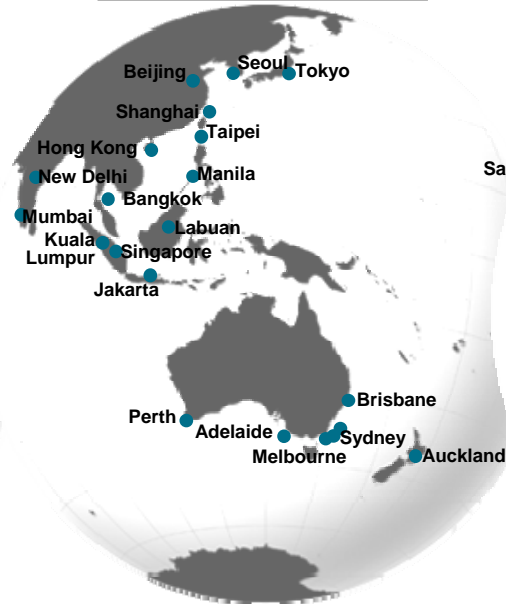 Seoul
Beijing
Tokyo
Shanghai
Taipei
Hong Kong
Sa
New Delhi
Manila
Bangkok
Mumbai
Labuan
Kuala
Lumpur
Singapore
Jakarta
Brisbane
Perth
Adelaide
Sydney
Melbourne
Auckland